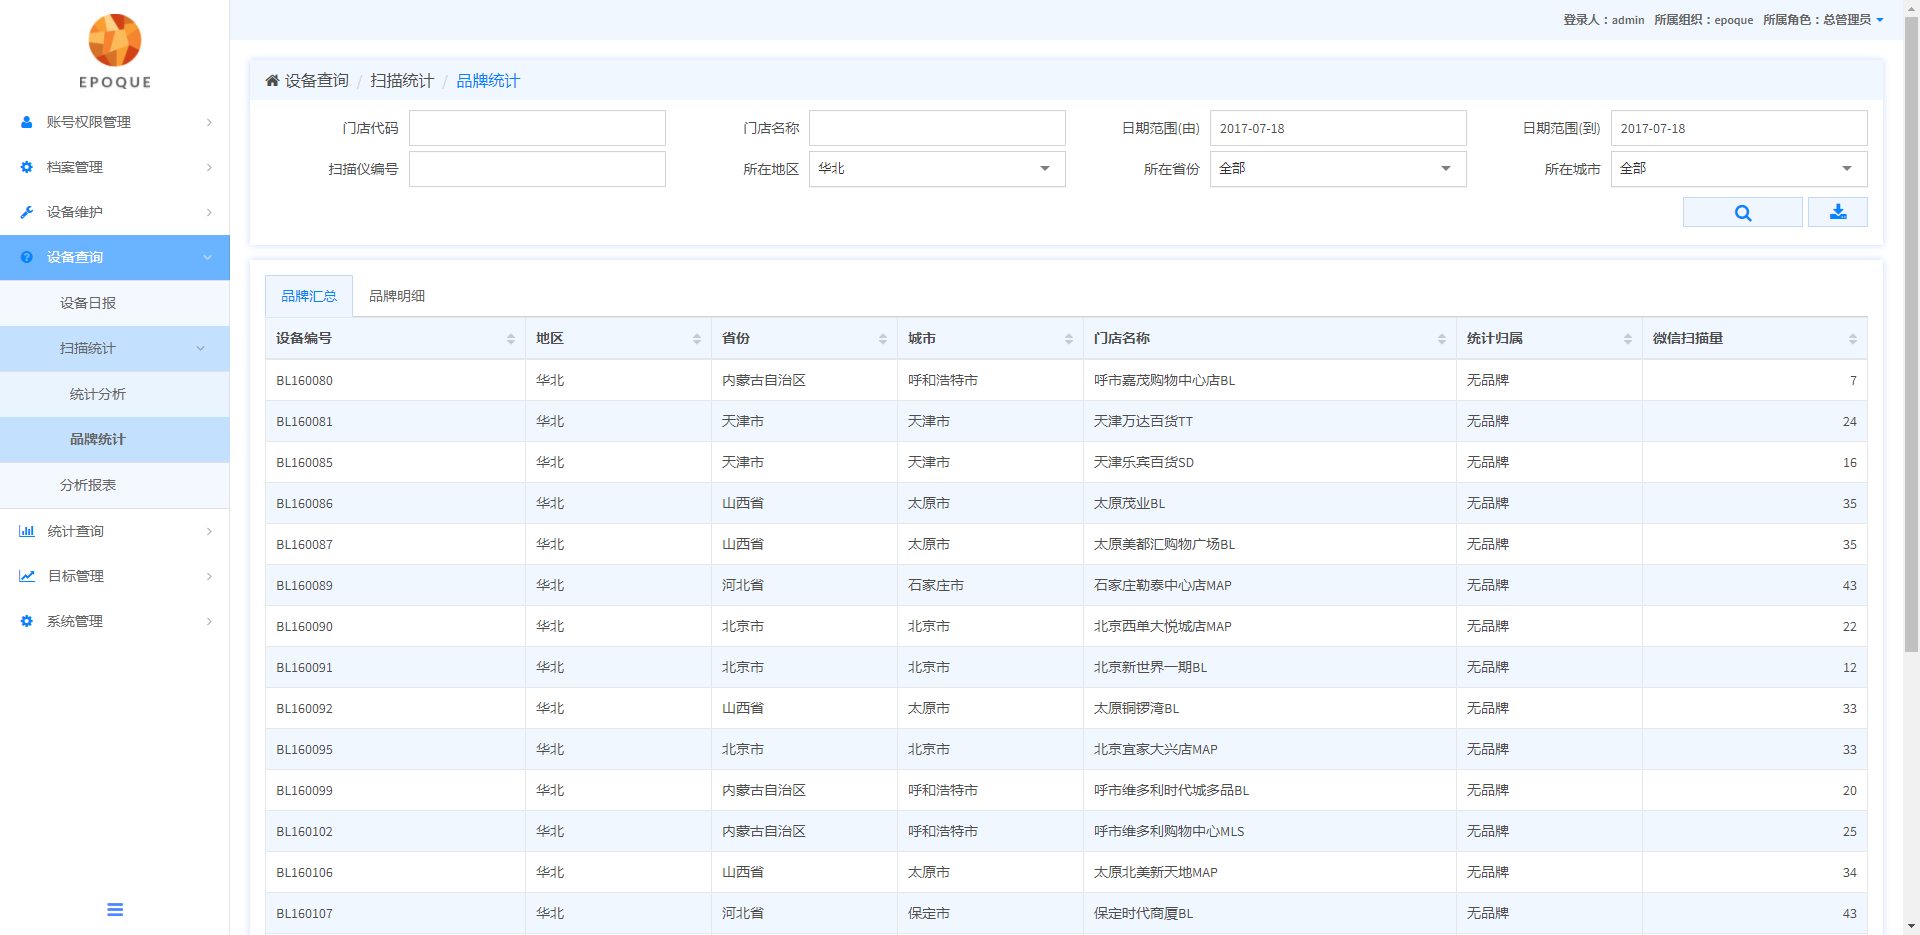 登录人：admin 所属组织：epoque 所属角色：总管理员
EPOQUE
账号权限管理
档案管理
设备维护
设备查询
设备日报
扫描统计
统计分析
品牌统计
分析报表
统计查询
目标管理
系统管理
设备查询 / 扫描统计 / 品牌统计
门店代码 门店名称 日期范围(由) 2017-07-18 日期范围(到) 2017-07-18
扫描仪编号 所在地区 华北 所在省份 全部 所在城市 全部
品牌汇总 品牌明细
设备编号 地区 省份 城市 门店名称 统计归属 微信扫描量
BL160080 华北 内蒙古自治区 呼和浩特市 呼市嘉茂购物中心店BL 无品牌 7
BL160081 华北 天津市 天津市 天津万达百货TT 无品牌 24
BL160085 华北 天津市 天津市 天津乐宾百货SD 无品牌 16
BL160086 华北 山西省 太原市 太原茂业BL 无品牌 35
BL160087 华北 山西省 太原市 太原美都汇购物广场BL 无品牌 35
BL160089 华北 河北省 石家庄市 石家庄勒泰中心店MAP 无品牌 43
BL160090 华北 北京市 北京市 北京西单大悦城店MAP 无品牌 22
BL160091 华北 北京市 北京市 北京新世界一期BL 无品牌 12
BL160092 华北 山西省 太原市 太原铜锣湾BL 无品牌 33
BL160095 华北 北京市 北京市 北京宜家大兴店MAP 无品牌 33
BL160099 华北 内蒙古自治区 呼和浩特市 呼市维多利时代城多品BL 无品牌 20
BL160102 华北 内蒙古自治区 呼和浩特市 呼市维多利购物中心MLS 无品牌 25
BL160106 华北 山西省 太原市 太原北美新天地MAP 无品牌 34
BL160107 华北 河北省 保定市 保定时代商厦BL 无品牌 43